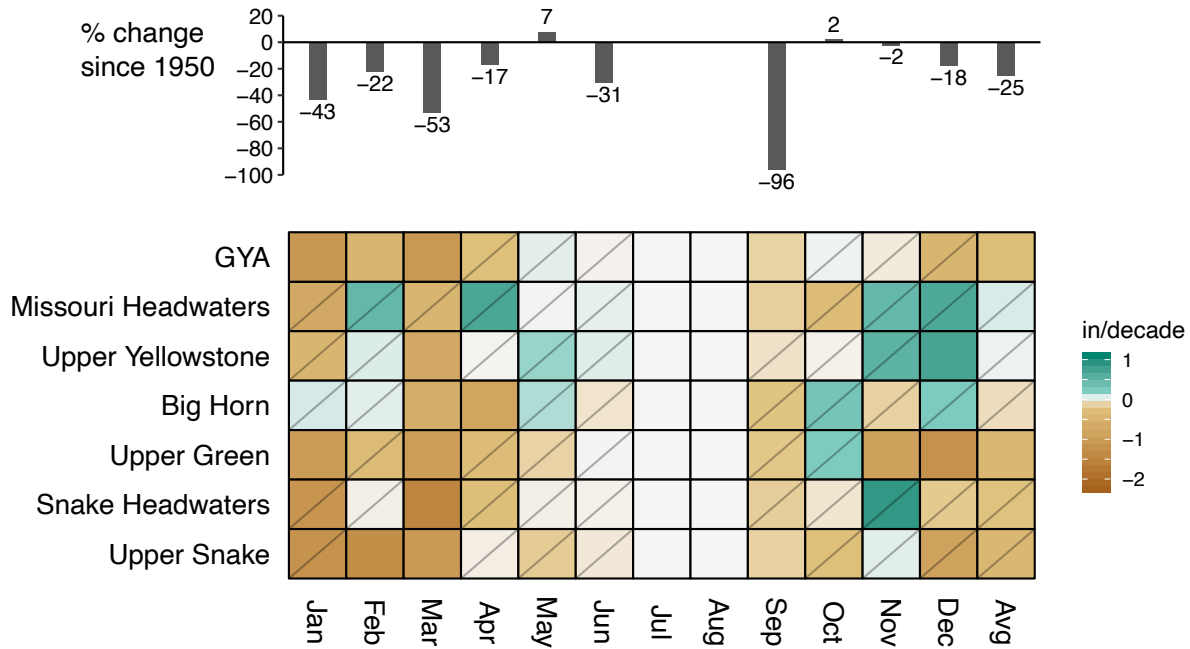 % change
since 1950
20
0
−20
−40
−60
−80
−100
−43
−22
−53
−17
7
−31
−96
2
−2
−18
−25
GYA
Missouri Headwaters
Upper Yellowstone
Big Horn
Upper Green
Snake Headwaters
Upper Snake
Jan
Feb
Mar
Apr
May
Jun
Jul
Aug
Sep
Oct
Nov
Dec
Avg
in/decade
1
0
−1
−2